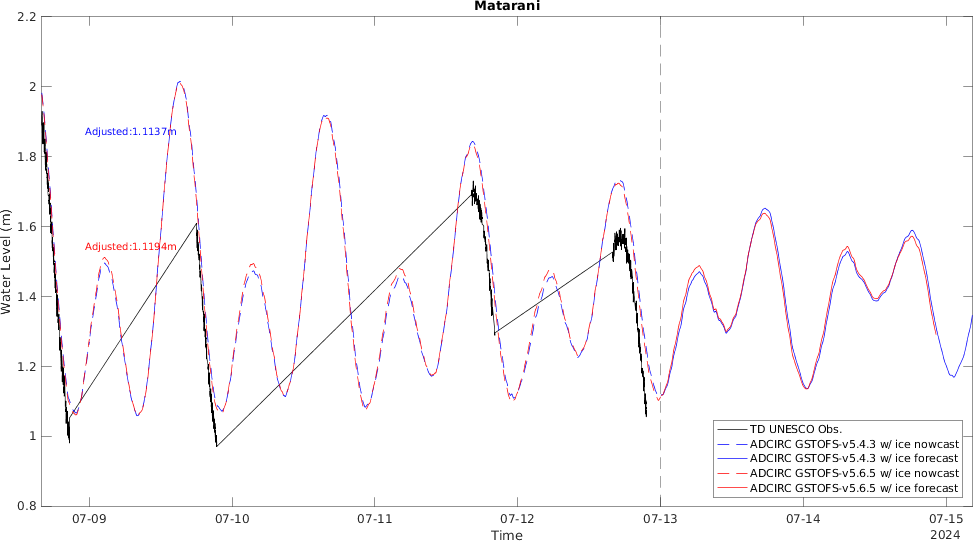 Matarani
2.2
2
1.8
1.6
1.4
1.2
1
0.8
Water Level (m)
Adjusted:1.1137m
Adjusted:1.1194m
TD UNESCO Obs.
ADCIRC GSTOFS-v5.4.3 w/ ice nowcast
ADCIRC GSTOFS-v5.4.3 w/ ice forecast
ADCIRC GSTOFS-v5.6.5 w/ ice nowcast
ADCIRC GSTOFS-v5.6.5 w/ ice forecast
07-09 07-10 07-11 07-12 07-13 07-14 07-15
2024
Time